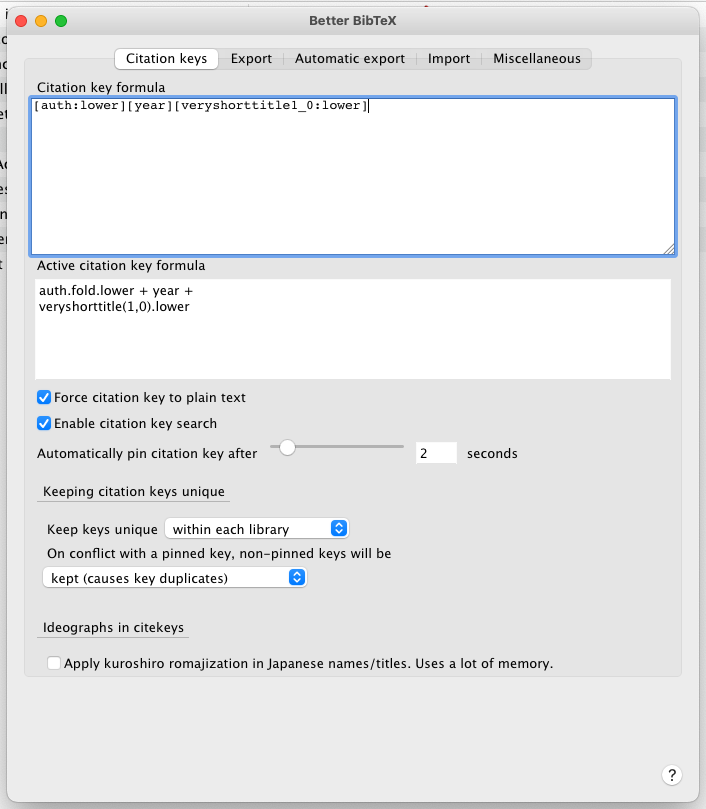 Better BibTeX
Citation keys Export Automatic export Import Miscellaneous
Citation key formula
[auth:lower][year][veryshorttitle1_0:lower]
Active citation key formula
auth.fold.lower + year +
veryshorttitle(1,0).lower
Force citation key to plain text
Enable citation key search
Automatically pin citation key after 2 seconds
Keeping citation keys unique
Keep keys unique within each library
On conflict with a pinned key, non-pinned keys will be
kept (causes key duplicates)
Ideographs in citekeys
Apply kuroshiro romajization in Japanese names/titles. Uses a lot of memory.
?